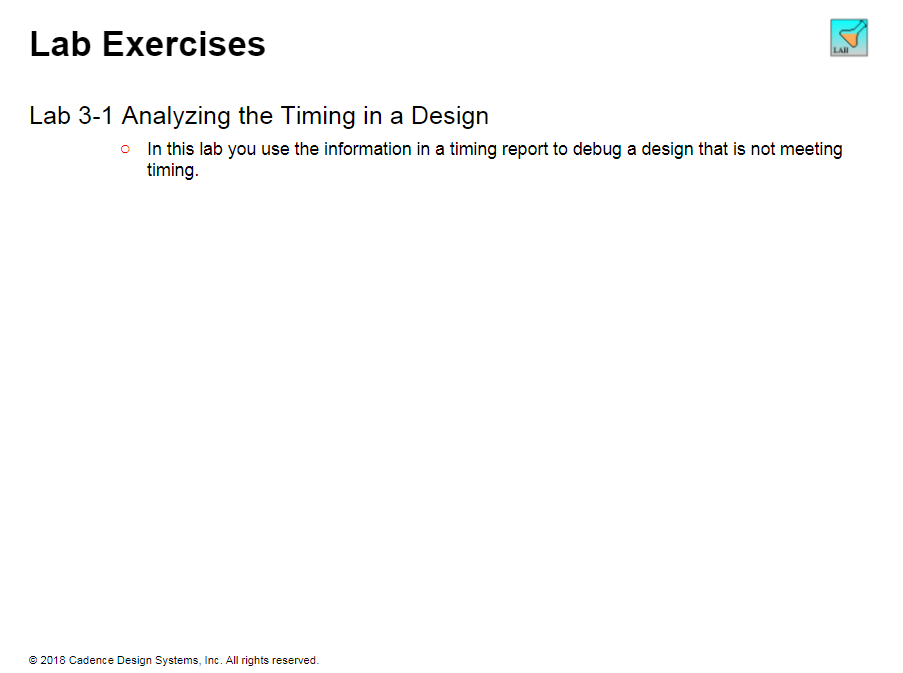 Lab Exercises
LAB
Lab 3-1 Analyzing the Timing in a Design
In this lab you use the information in a timing report to debug a design that is not meeting
timing.
© 2018 Cadence Design Systems, Inc. All rights reserved.